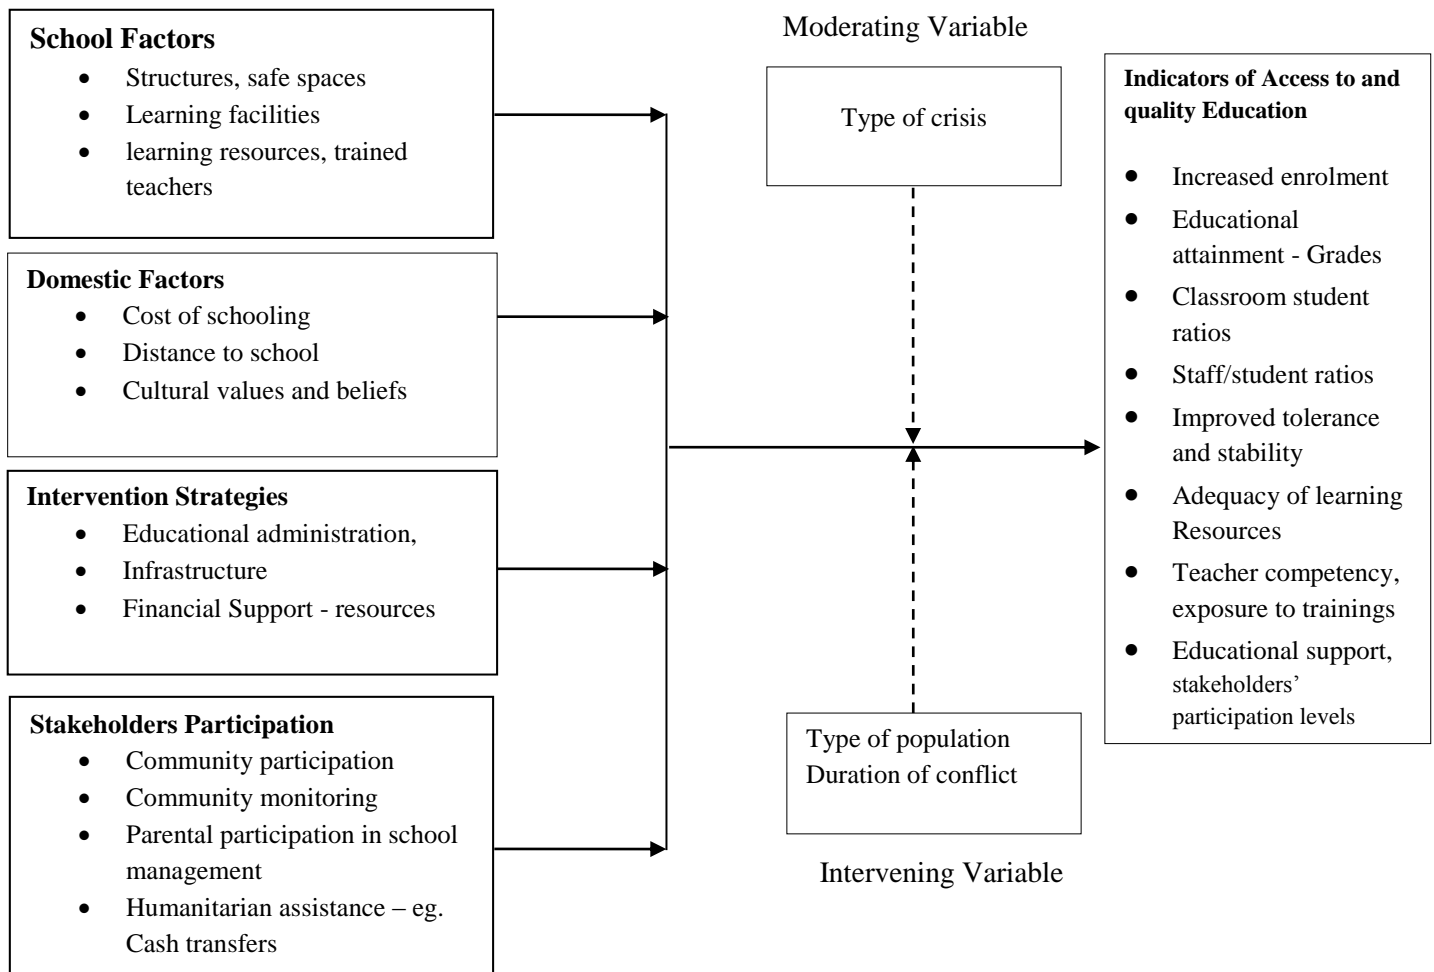 School Factors
• Structures, safe spaces
• Learning facilities
• learning resources, trained
teachers
Domestic Factors
• Cost of schooling
• Distance to school
• Cultural values and beliefs
Intervention Strategies
• Educational administration,
• Infrastructure
• Financial Support - resources
Stakeholders Participation
• Community participation
• Community monitoring
• Parental participation in school
management
• Humanitarian assistance – eg.
Cash transfers
Moderating Variable
Type of crisis
Type of population
Duration of conflict
Intervening Variable
Indicators of Access to and
quality Education
• Increased enrolment
• Educational
attainment - Grades
• Classroom student
ratios
• Staff/student ratios
• Improved tolerance
and stability
• Adequacy of learning
Resources
• Teacher competency,
exposure to trainings
• Educational support,
stakeholders’
participation levels